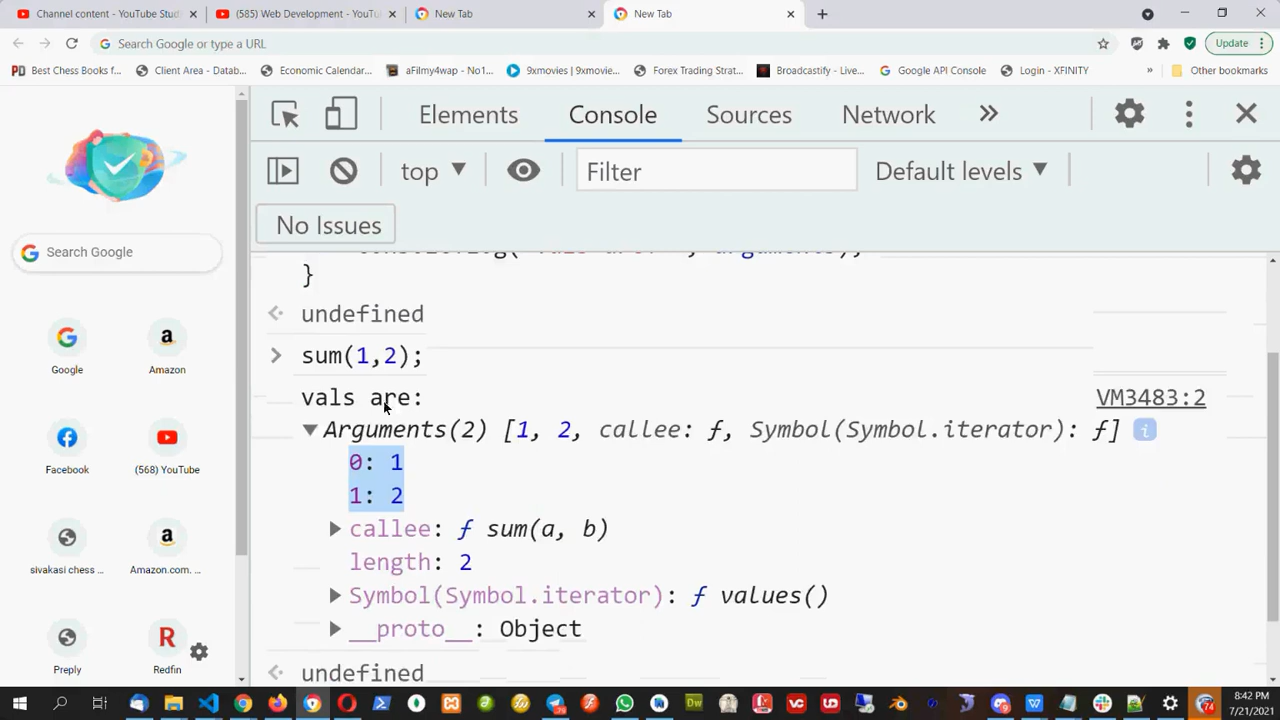 Channel content - YouTube Stud
(585) Web Development - YouTu
New Tab
New Tab
Search Google or type a URL
Update
Best Chess Books f...
Client Area - Datab...
Economic Calendar...
aFilmy4wap - No1...
9xmovies | 9xmovie...
Forex Trading Strat...
Broadcastify - Live...
Google API Console
Login - XFINITY
»
Other bookmarks
Elements
Console
Sources
Network
top
Filter
Default levels
No Issues
}
undefined
sum(1,2);
vals are:
VM3483:2
Arguments(2) [1, 2, callee: ƒ, Symbol(Symbol.iterator): ƒ]
0: 1
1: 2
callee: ƒ sum(a, b)
length: 2
Symbol(Symbol.iterator): ƒ values()
__proto__: Object
undefined
Search Google
Google
Amazon
Facebook
(568) YouTube
sivakasi chess ...
Amazon.com. ...
Preply
Redfin
8:42 PM
7/21/2021